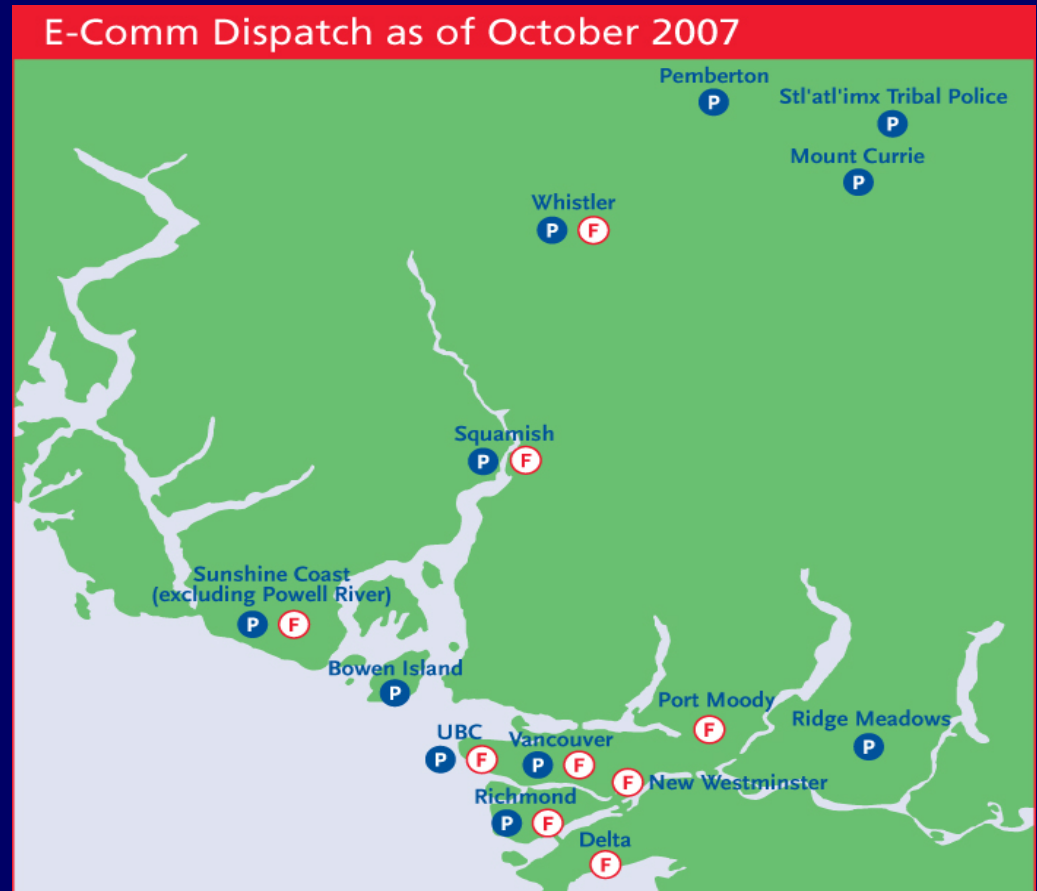 E-Comm Dispatch as of October 2007
Pemberton
P
Stl'atl'imx Tribal Police
P
Mount Currie
P
Whistler
P F
Squamish
P F
Sunshine Coast
(excluding Powell River)
P F
Bowen Island
P
Port Moody
F
Ridge Meadows
P
UBC
P F
Vancouver
P F
F New Westminster
Richmond
P F
Delta
F